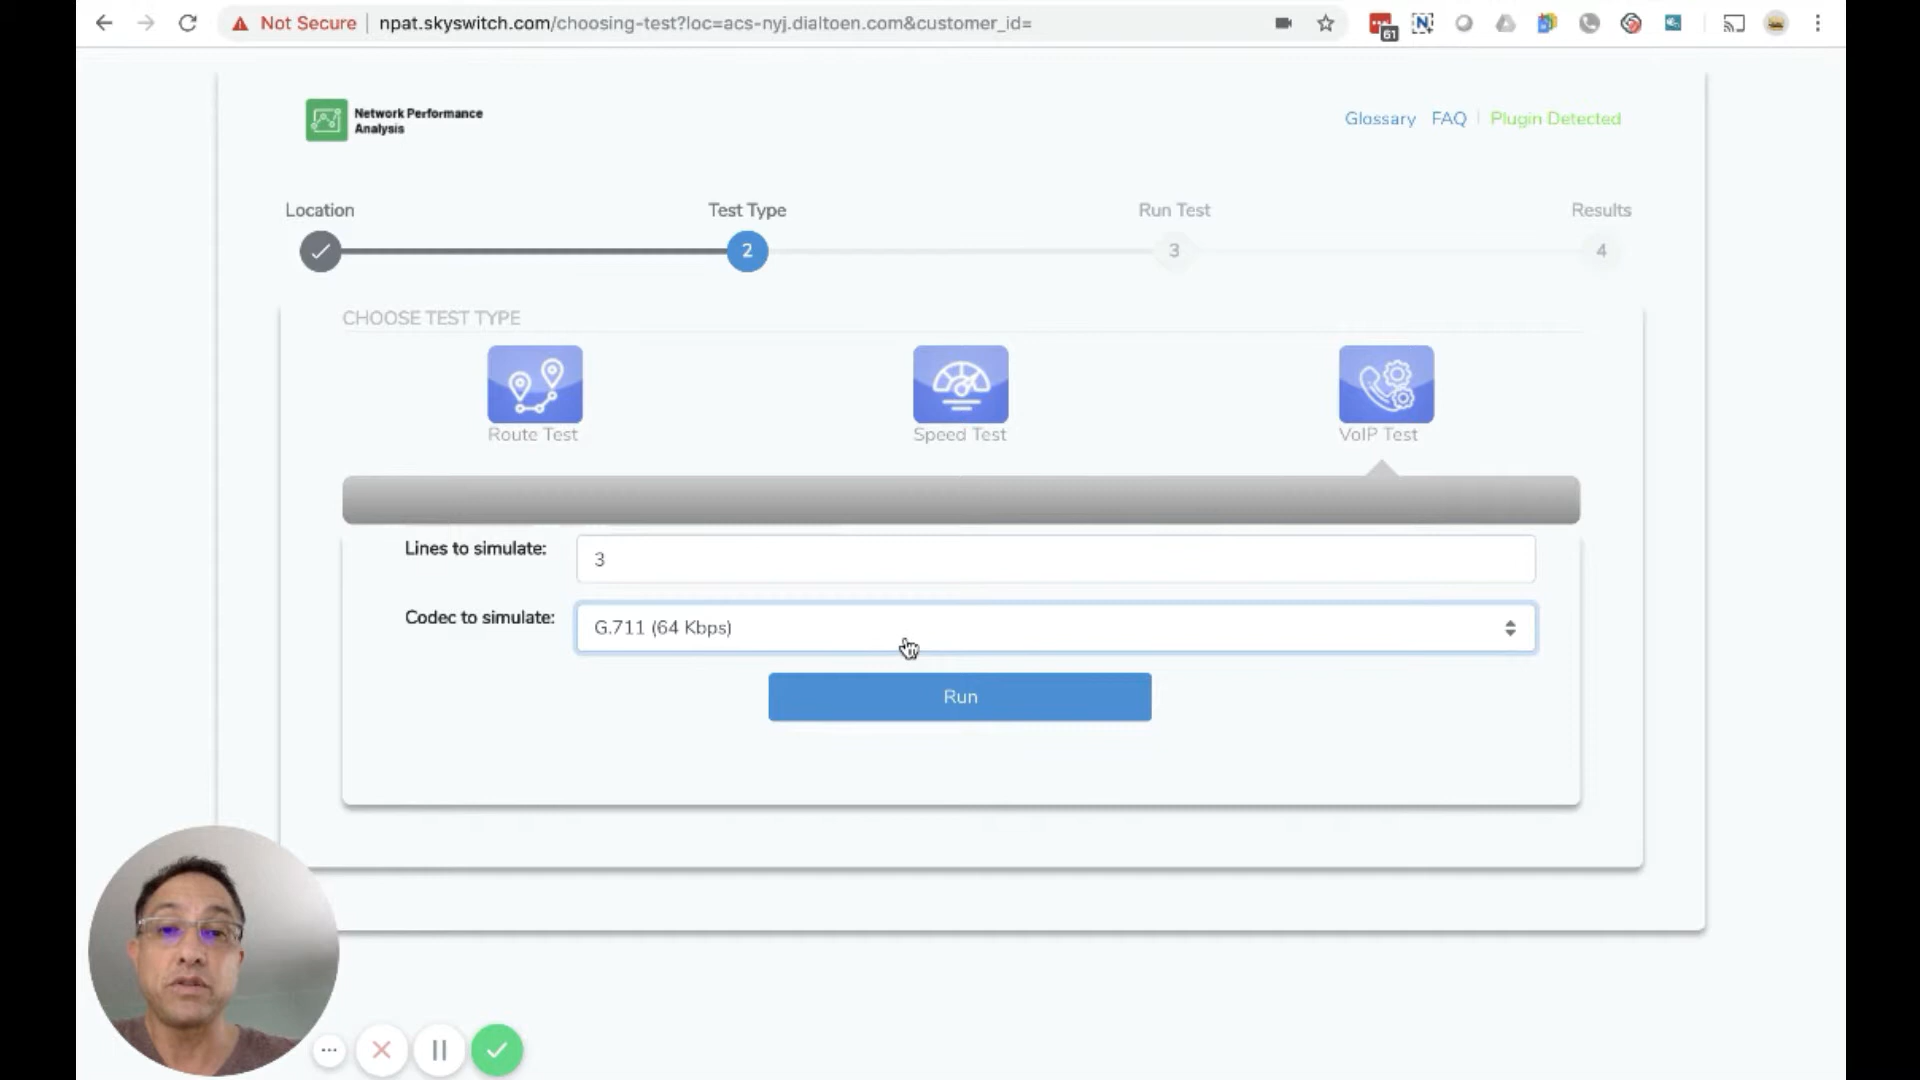 Not Secure
npat.skyswitch.com/choosing-test?loc=acs-nyj.dialtoen.com&customer_id=
61
N
Network Performance
Analysis
Glossary
FAQ
Plugin Detected
Location
Test Type
Run Test
Results
2
3
4
CHOOSE TEST TYPE
Route Test
Speed Test
VoIP Test
Lines to simulate:
3
Codec to simulate:
G.711 (64 Kbps)
Run